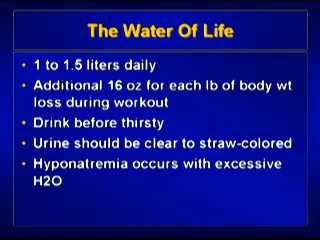 The Water Of Life
• 1 to 1.5 liters daily
• Additional 16 oz for each lb of body wt
loss during workout
• Drink before thirsty
• Urine should be clear to straw-colored
• Hyponatremia occurs with excessive
H2O